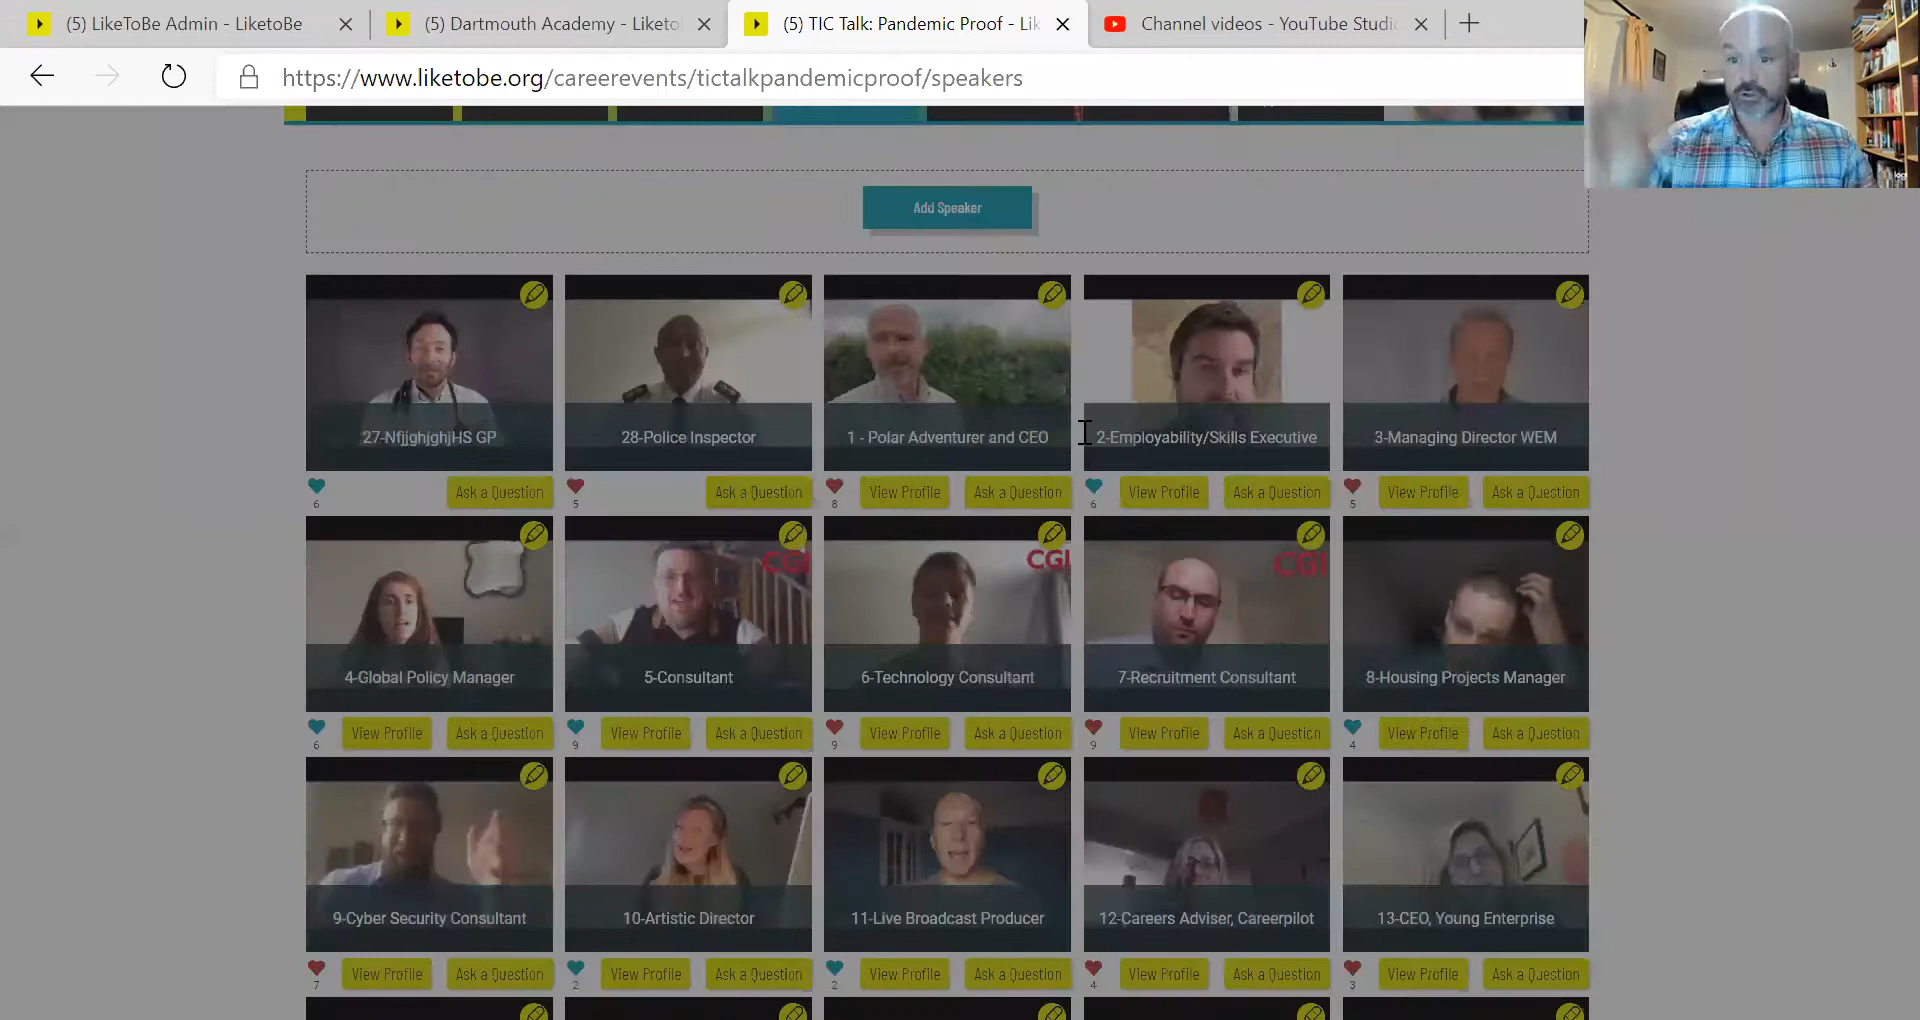 (5) LikeToBe Admin - LiketoBe
(5) Dartmouth Academy - Liketo
(5) TIC Talk: Pandemic Proof - Lik
Channel videos - YouTube Studi
https://www.liketobe.org/careerevents/tictalkpandemicproof/speakers
Add Speaker
27-NfjjghjghjHS GP
28-Police Inspector
1 - Polar Adventurer and CEO
2-Employability/Skills Executive
3-Managing Director WEM
6 Ask a Question
5 Ask a Question
8 View Profile Ask a Question
6 View Profile Ask a Question
5 View Profile Ask a Question
CGI
CGI
CGI
4-Global Policy Manager
5-Consultant
6-Technology Consultant
7-Recruitment Consultant
8-Housing Projects Manager
6 View Profile Ask a Question
9 View Profile Ask a Question
9 View Profile Ask a Question
9 View Profile Ask a Question
4 View Profile Ask a Question
9-Cyber Security Consultant
10-Artistic Director
11-Live Broadcast Producer
12-Careers Adviser, Careerpilot
13-CEO, Young Enterprise
7 View Profile Ask a Question
2 View Profile Ask a Question
2 View Profile Ask a Question
4 View Profile Ask a Question
3 View Profile Ask a Question